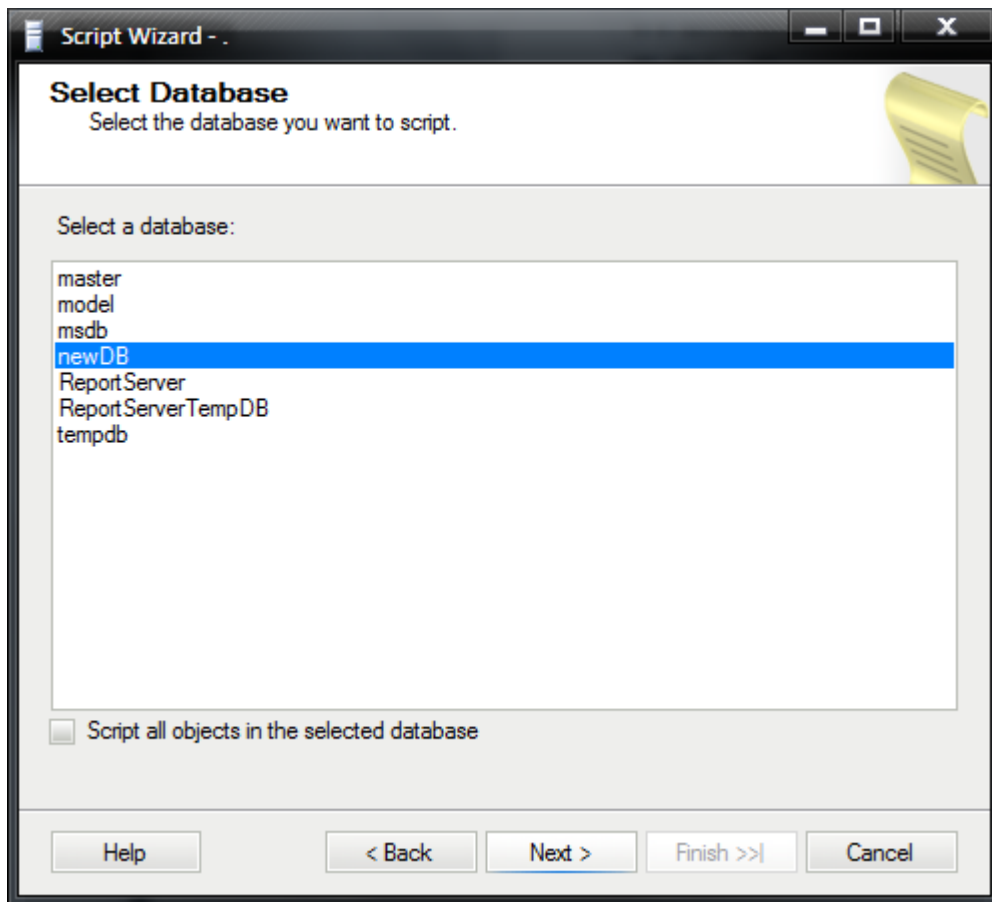 Script Wizard - .
Select Database
Select the database you want to script.
Select a database:
master
model
msdb
newDB
ReportServer
ReportServerTempDB
tempdb
Script all objects in the selected database
Help
< Back
Next >
Finish >>|
Cancel